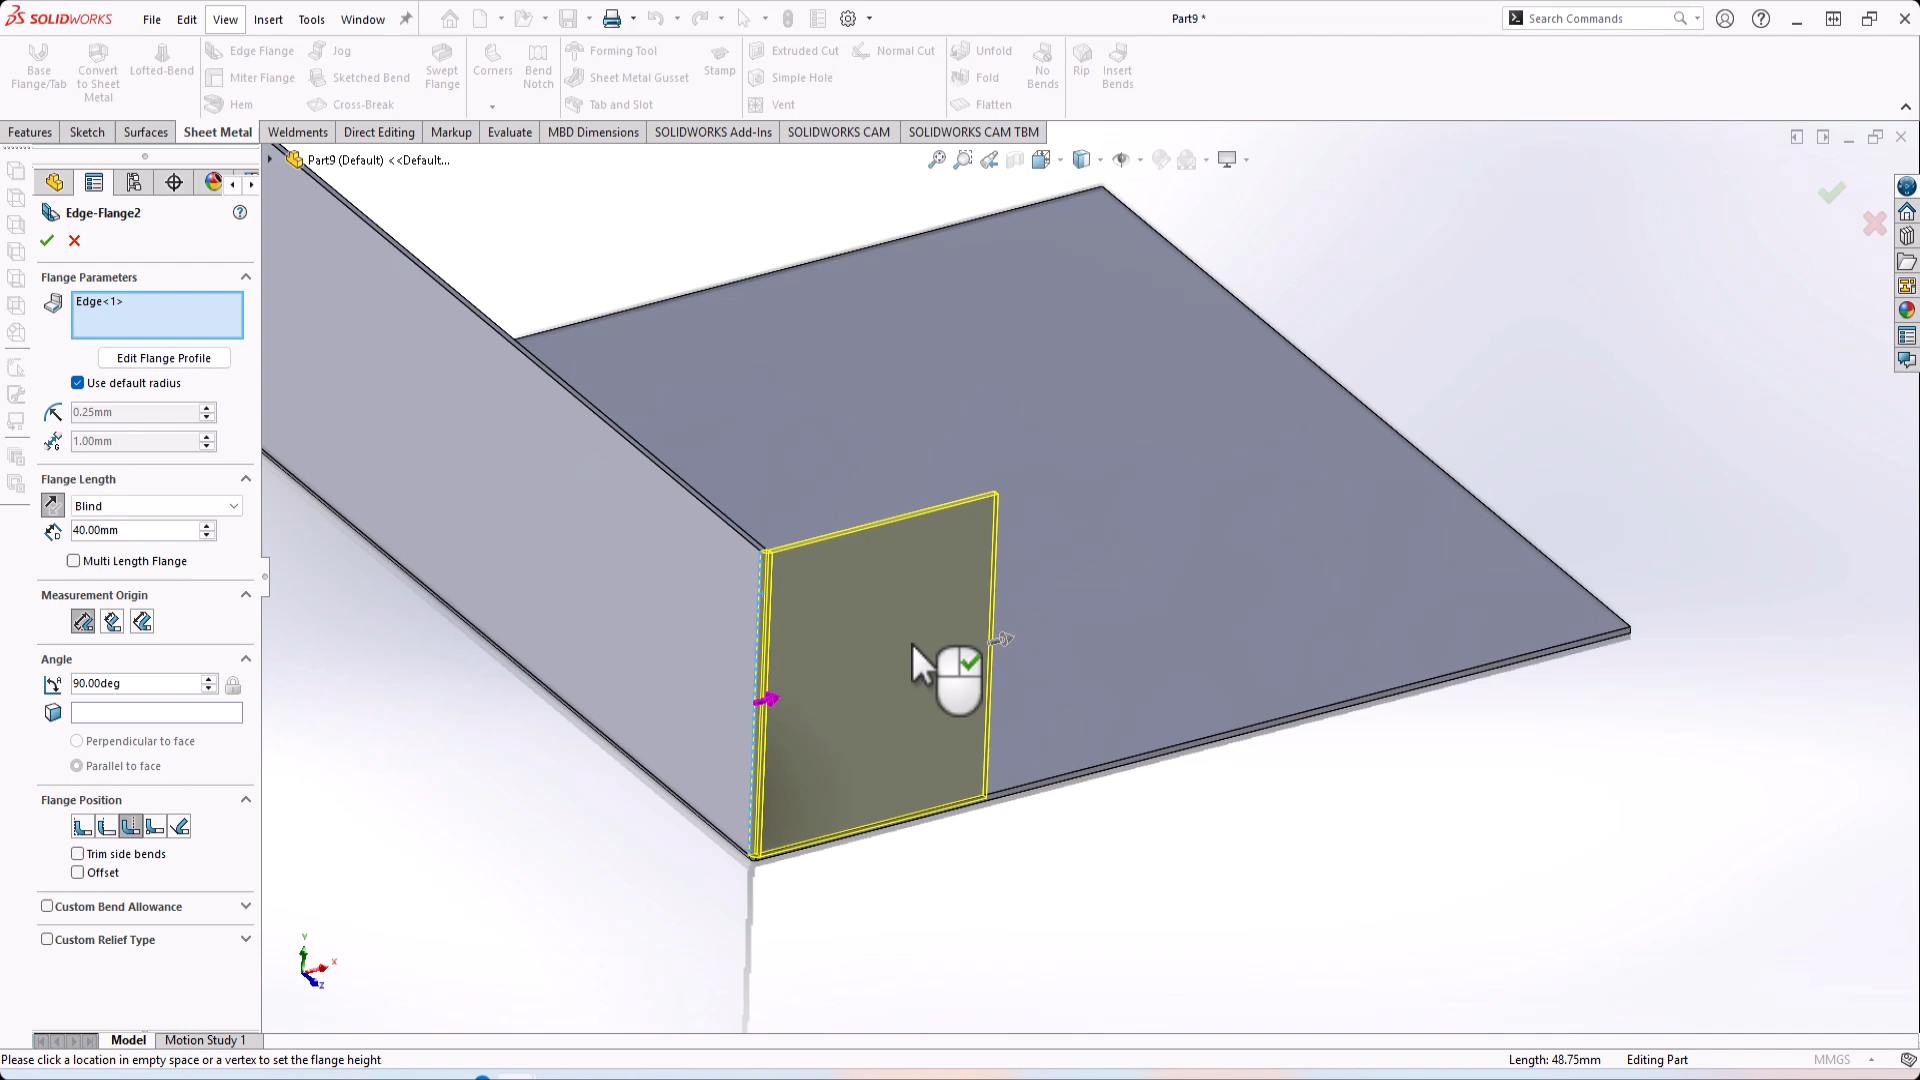 SOLIDWORKS
File Edit View Insert Tools Window
Part9 *
Search Commands
Base Flange/Tab
Convert to Sheet Metal
Lofted-Bend
Edge Flange
Miter Flange
Hem
Jog
Sketched Bend
Cross-Break
Swept Flange
Corners
Bend Notch
Forming Tool
Sheet Metal Gusset
Tab and Slot
Stamp
Extruded Cut
Simple Hole
Vent
Normal Cut
Unfold
Fold
Flatten
No Bends
Rip
Insert Bends
Features Sketch Surfaces Sheet Metal Weldments Direct Editing Markup Evaluate MBD Dimensions SOLIDWORKS Add-Ins SOLIDWORKS CAM SOLIDWORKS CAM TBM
Part9 (Default) <<Default...
Edge-Flange2
Flange Parameters
Edge<1>
Edit Flange Profile
Use default radius
0.25mm
1.00mm
Flange Length
Blind
40.00mm
Multi Length Flange
Measurement Origin
Angle
90.00deg
Perpendicular to face
Parallel to face
Flange Position
Trim side bends
Offset
Custom Bend Allowance
Custom Relief Type
Y
X
Z
Model Motion Study 1
Please click a location in empty space or a vertex to set the flange height
Length: 48.75mm Editing Part MMGS